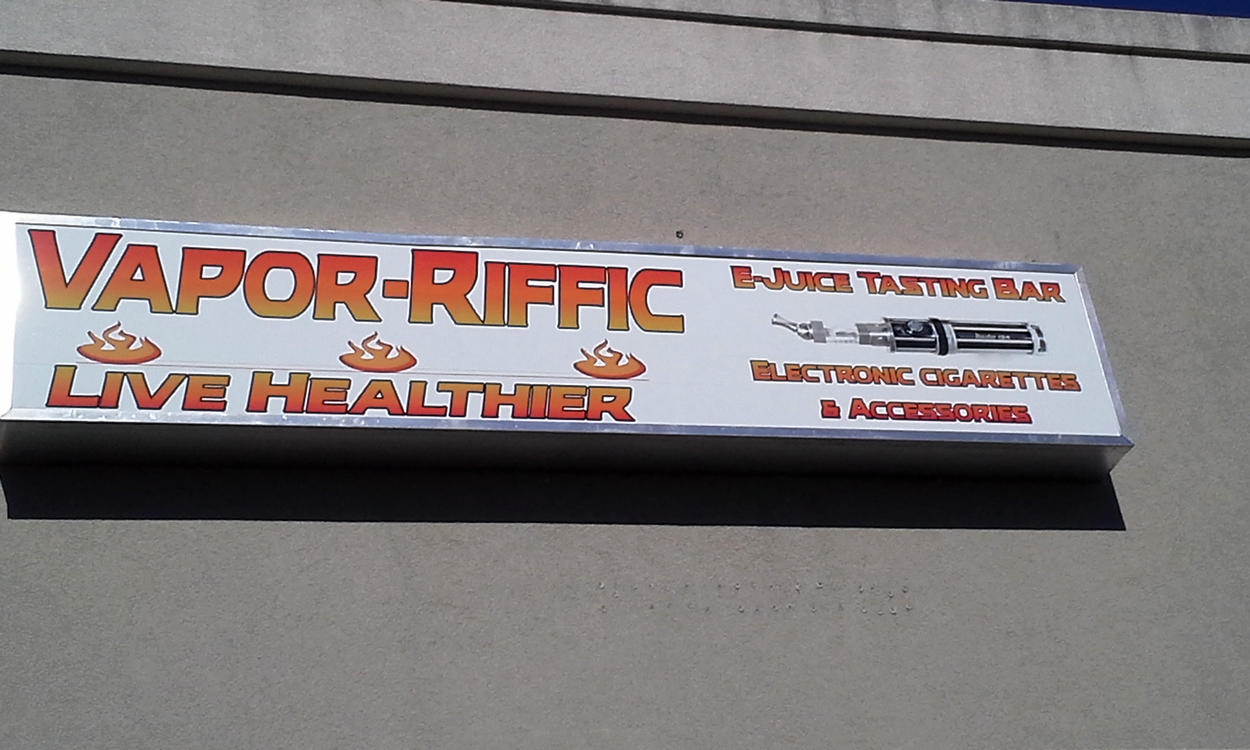 VAPOR-RIFFIC
LIVE HEALTHIER
E-JUICE TASTING BAR
ELECTRONIC CIGARETTES
& ACCESSORIES